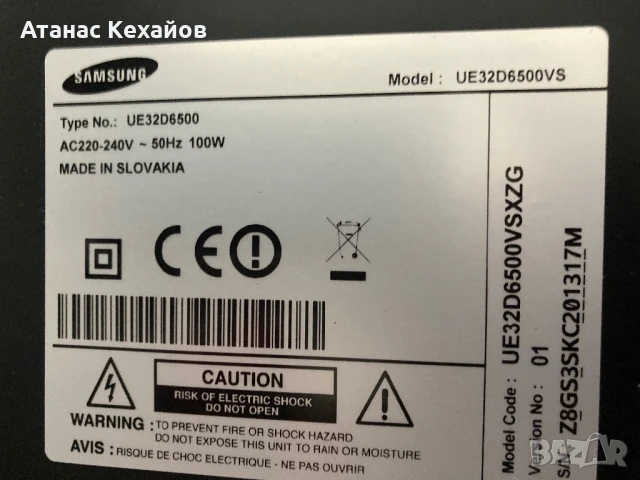 Атанас Кехайов
SAMSUNG
Model : UE32D6500VS
Type No.: UE32D6500
AC220-240V ~ 50Hz 100W
MADE IN SLOVAKIA
CE
CAUTION
RISK OF ELECTRIC SHOCK
DO NOT OPEN
WARNING : TO PREVENT FIRE OR SHOCK HAZARD
DO NOT EXPOSE THIS UNIT TO RAIN OR MOISTURE
AVIS : RISQUE DE CHOC ELECTRIQUE - NE PAS OUVRIR
Model Code : UE32D6500VSXZG
Version No : 01
S/N Z8GS3SKC201317M
BAZAR